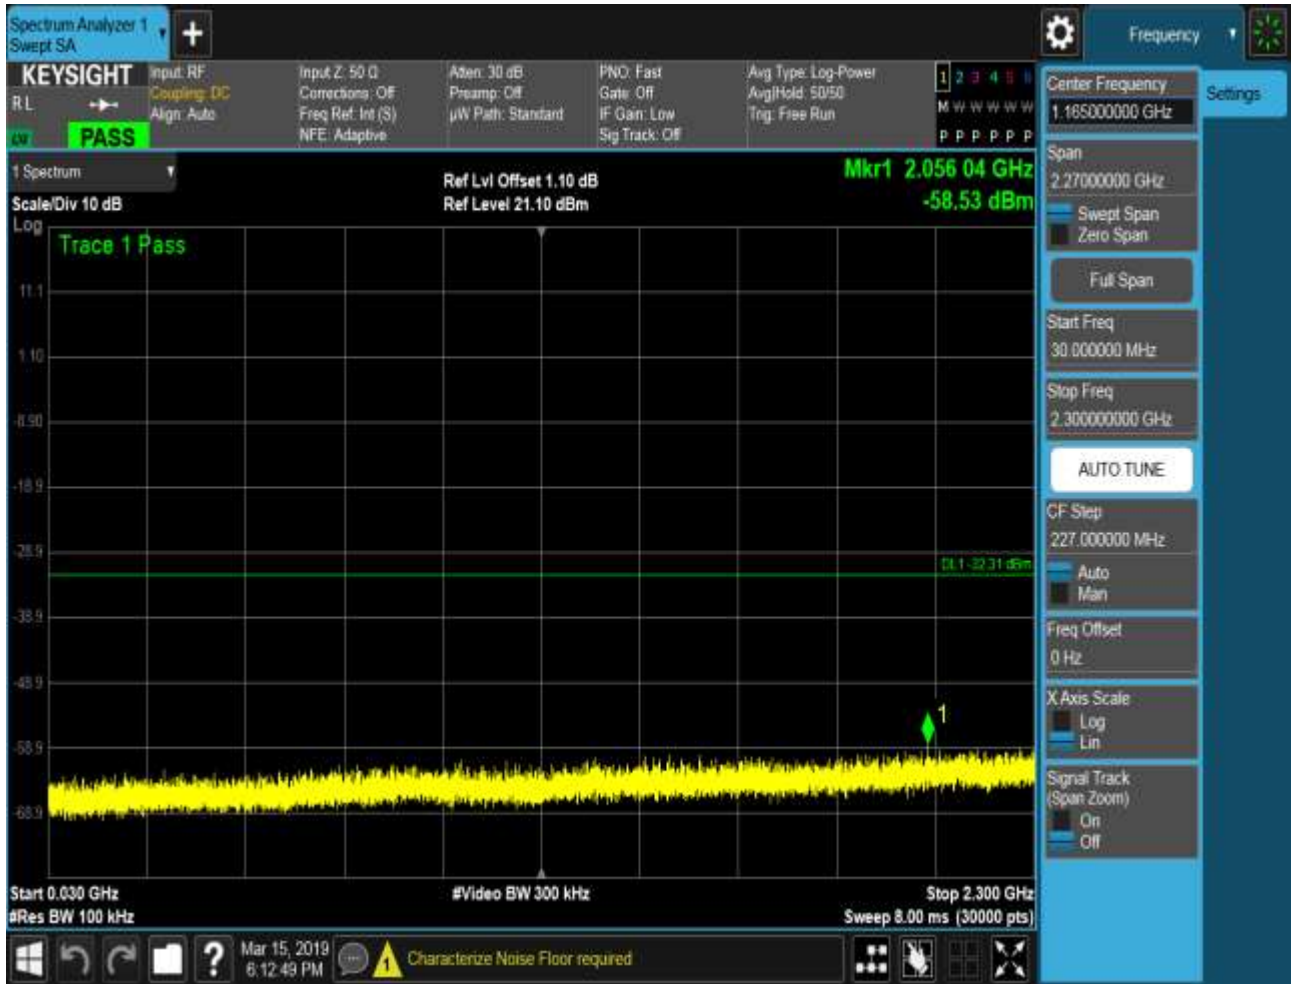 Spectrum Analyzer 1
Swept SA
+
Frequency
KEYSIGHT
RL
LW
PASS
Input: RF
Coupling: DC
Align: Auto
Input Z: 50 Ω
Corrections: Off
Freq Ref: Int (S)
NFE: Adaptive
Atten: 30 dB
Preamp: Off
µW Path: Standard
PNO: Fast
Gate: Off
IF Gain: Low
Sig Track: Off
Avg Type: Log-Power
Avg|Hold: 50/50
Trig: Free Run
1 2 3 4 5 6
M W W W W W
P P P P P P
1 Spectrum
Scale/Div 10 dB
Log
Ref Lvl Offset 1.10 dB
Ref Level 21.10 dBm
Mkr1 2.056 04 GHz
-58.53 dBm
Trace 1 Pass
11.1
1.10
-8.90
-18.9
-28.9
-38.9
-48.9
-58.9
-68.9
DL1 -32.31 dBm
1
Start 0.030 GHz
#Res BW 100 kHz
#Video BW 300 kHz
Stop 2.300 GHz
Sweep 8.00 ms (30000 pts)
Center Frequency
1.165000000 GHz
Settings
Span
2.27000000 GHz
Swept Span
Zero Span
Full Span
Start Freq
30.000000 MHz
Stop Freq
2.300000000 GHz
AUTO TUNE
CF Step
227.000000 MHz
Auto
Man
Freq Offset
0 Hz
X Axis Scale
Log
Lin
Signal Track
(Span Zoom)
On
Off
?
Mar 15, 2019
6:12:49 PM
1
Characterize Noise Floor required